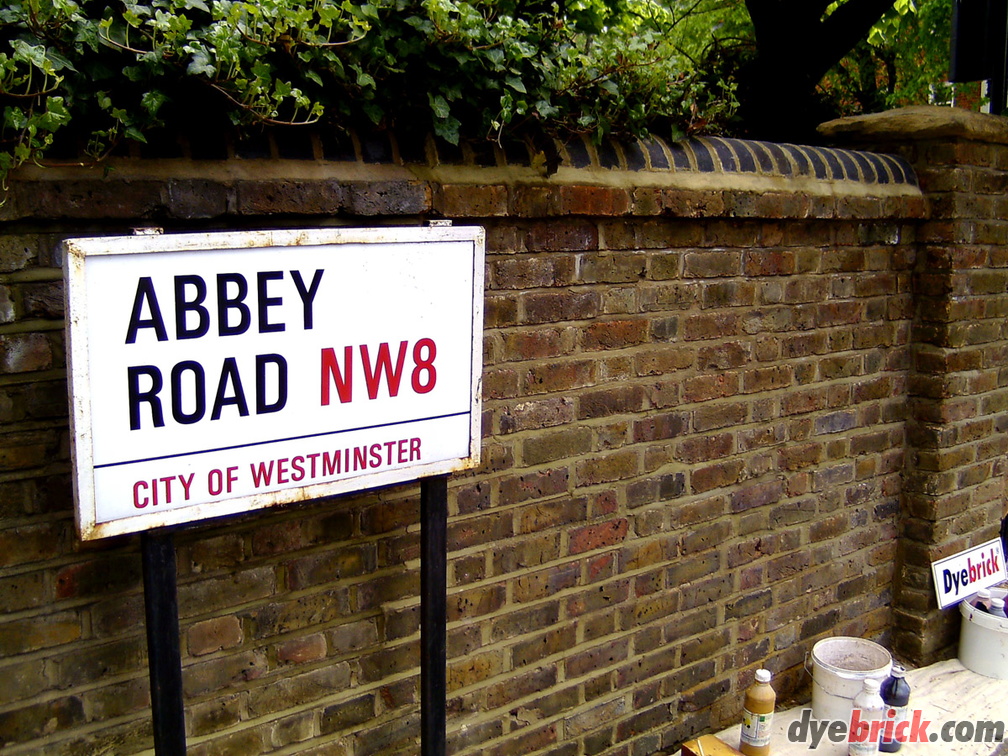 ABBEY
ROAD NW8
CITY OF WESTMINSTER
Dyebrick
dyebrick.com